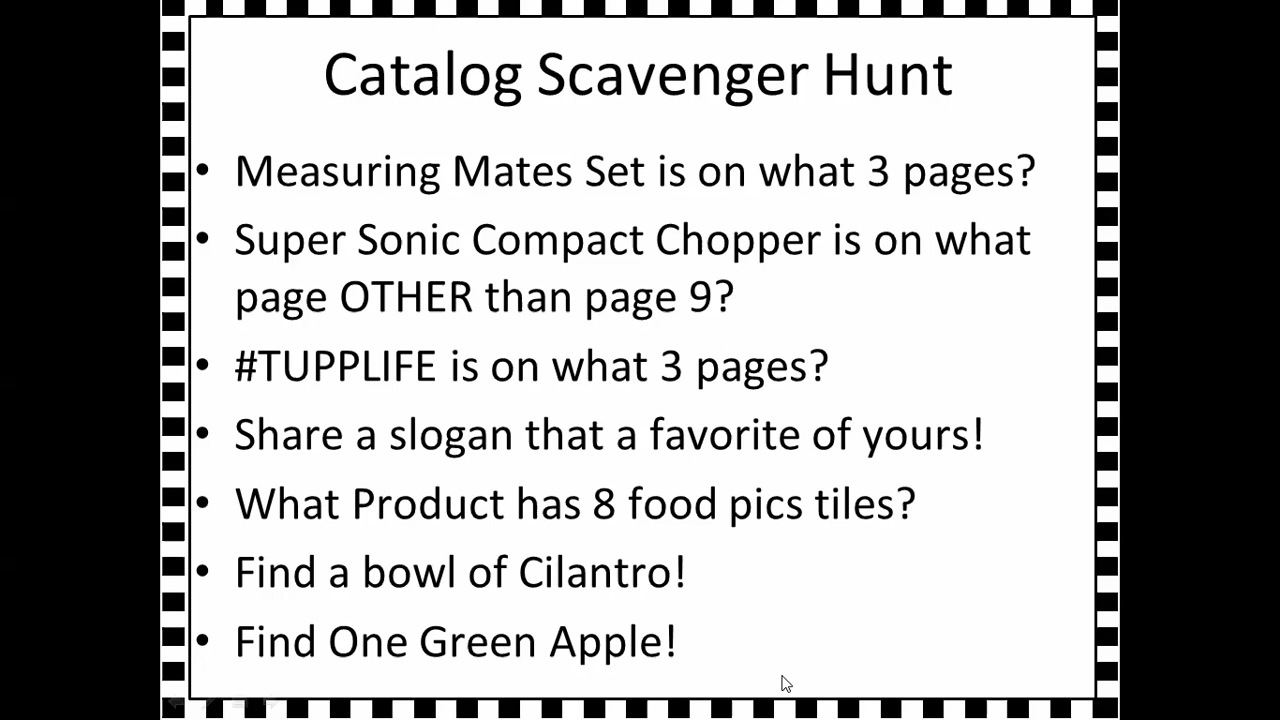 Catalog Scavenger Hunt
• Measuring Mates Set is on what 3 pages?
• Super Sonic Compact Chopper is on what
page OTHER than page 9?
• #TUPPLIFE is on what 3 pages?
• Share a slogan that a favorite of yours!
• What Product has 8 food pics tiles?
• Find a bowl of Cilantro!
• Find One Green Apple!